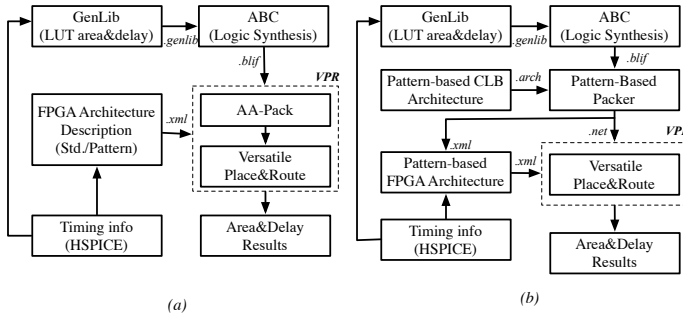 GenLib
(LUT area&delay)
.genlib
ABC
(Logic Synthesis)
.blif
VPR
FPGA Architecture
Description
(Std./Pattern)
.xml
AA-Pack
Versatile
Place&Route
Timing info
(HSPICE)
Area&Delay
Results
(a)
GenLib
(LUT area&delay)
.genlib
ABC
(Logic Synthesis)
.blif
Pattern-based CLB
Architecture
.arch
Pattern-Based
Packer
.net
VP
.xml
Pattern-based
FPGA Architecture
.xml
Versatile
Place&Route
Timing info
(HSPICE)
Area&Delay
Results
(b)